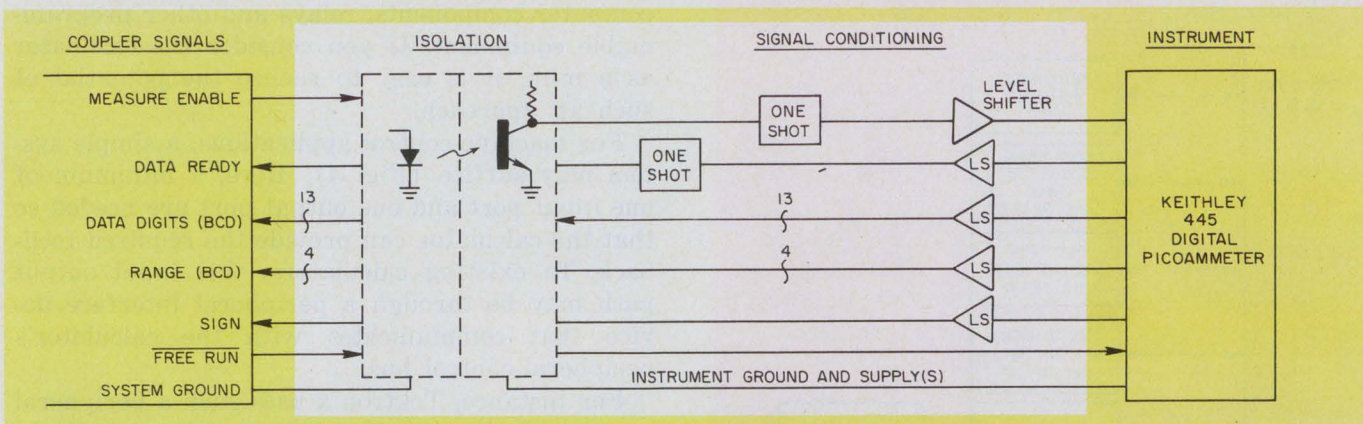 COUPLER SIGNALS
ISOLATION
SIGNAL CONDITIONING
INSTRUMENT
MEASURE ENABLE
DATA READY
DATA DIGITS (BCD)
13
RANGE (BCD)
4
SIGN
FREE RUN
SYSTEM GROUND
ONE
SHOT
ONE
SHOT
LEVEL
SHIFTER
LS
13
LS
4
LS
LS
INSTRUMENT GROUND AND SUPPLY(S)
KEITHLEY
445
DIGITAL
PICOAMMETER